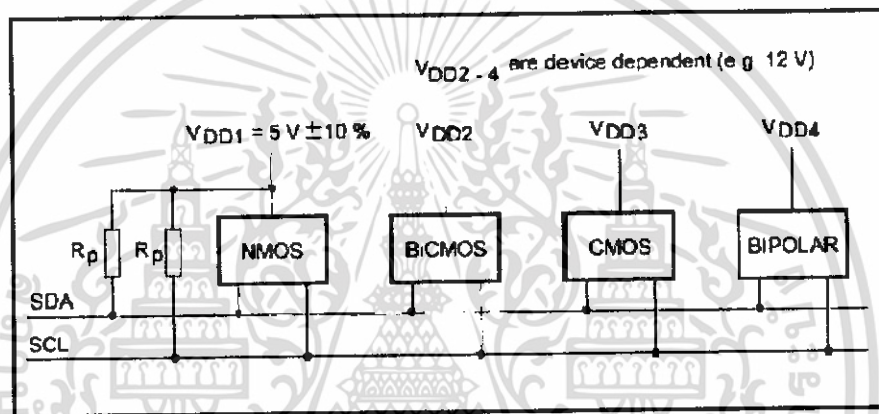 VDD2 - 4 are device dependent (e g 12 V)
VDD1 = 5 V ± 10 % VDD2 VDD3 VDD4
Rp Rp NMOS BiCMOS CMOS BIPOLAR
SDA
SCL